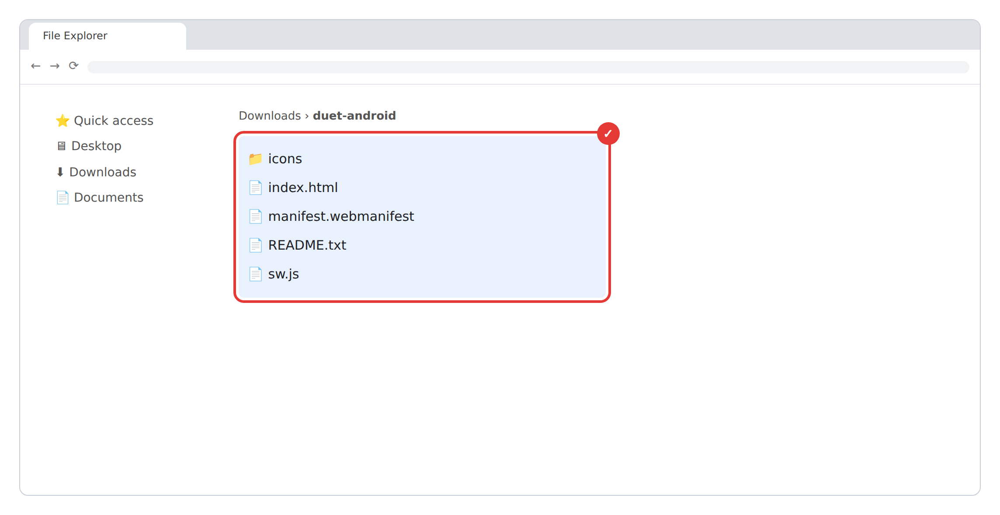 File Explorer
Quick access
Desktop
Downloads
Documents
Downloads › duet-android
icons
index.html
manifest.webmanifest
README.txt
sw.js